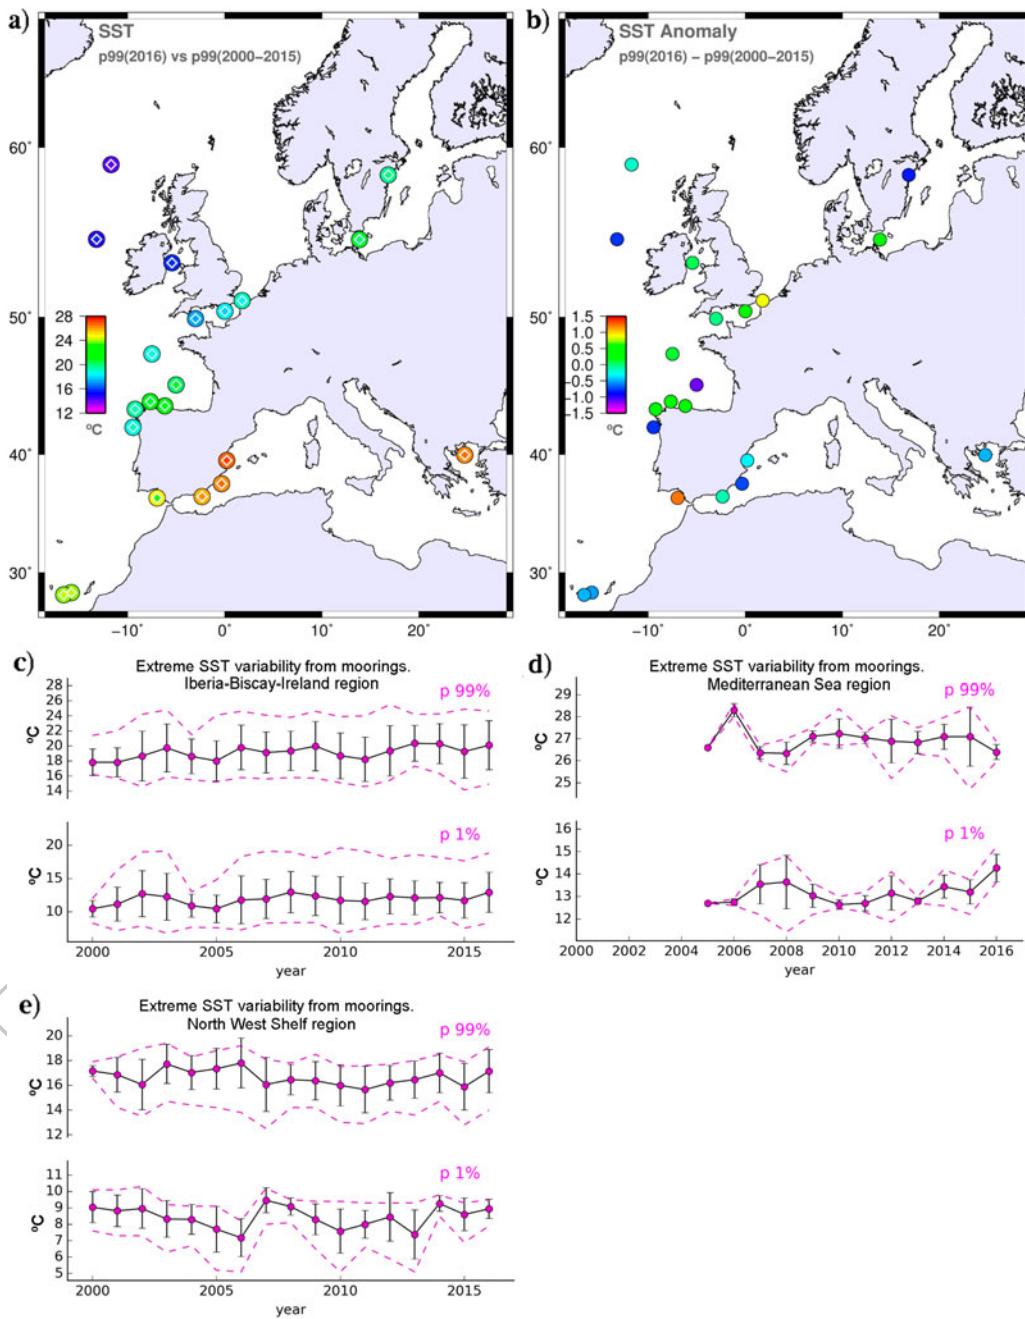 a)
SST
p99(2016) vs p99(2000−2015)
60°
50°
40°
30°
28
24
20
16
12
°C
−10°
0°
10°
20°
b)
SST Anomaly
p99(2016) − p99(2000−2015)
60°
50°
40°
30°
1.5
1.0
0.5
0.0
−0.5
−1.0
−1.5
°C
−10°
0°
10°
20°
c)
Extreme SST variability from moorings.
Iberia-Biscay-Ireland region
p 99%
28
26
24
22
20
18
16
14
ºC
p 1%
20
15
10
ºC
2000
2005
2010
2015
year
d)
Extreme SST variability from moorings.
Mediterranean Sea region
p 99%
29
28
27
26
25
ºC
p 1%
16
15
14
13
12
ºC
2000
2002
2004
2006
2008
2010
2012
2014
2016
year
e)
Extreme SST variability from moorings.
North West Shelf region
p 99%
20
18
16
14
12
ºC
p 1%
11
10
9
8
7
6
5
ºC
2000
2005
2010
2015
year